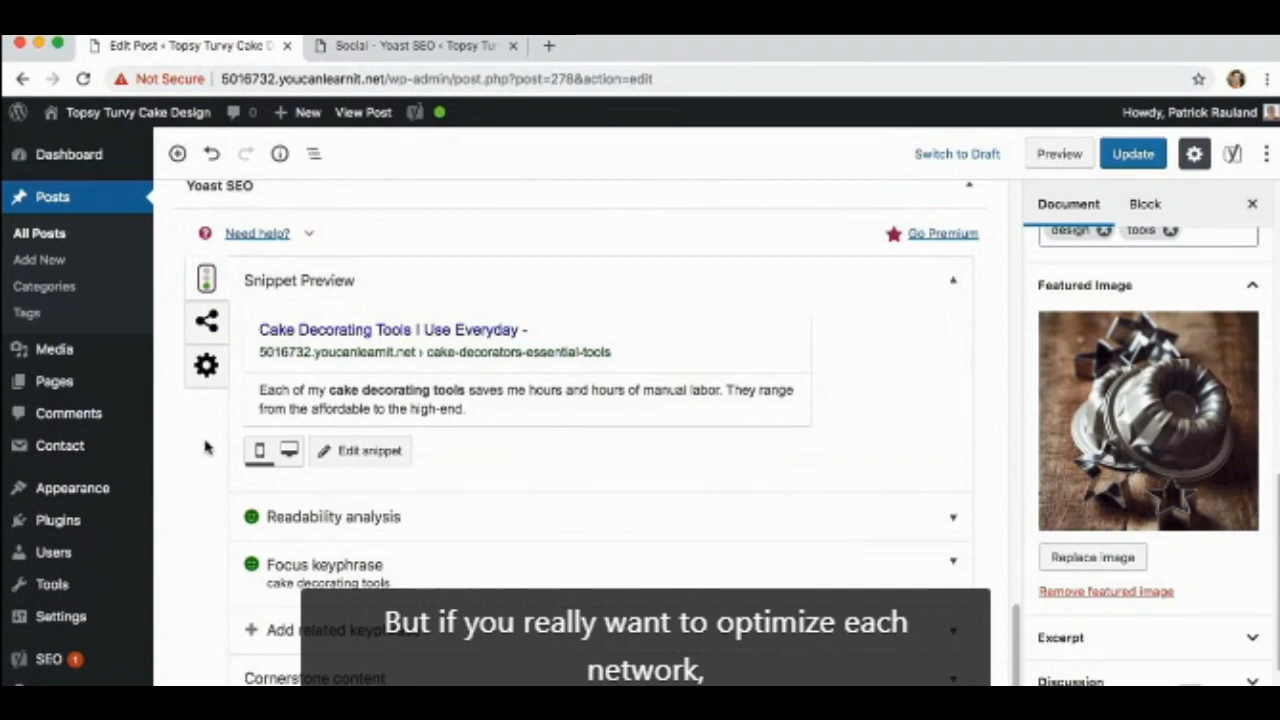 Edit Post ‹ Topsy Turvy Cake D
Social - Yoast SEO ‹ Topsy Tur
Not Secure | 5016732.youcanlearnit.net/wp-admin/post.php?post=278&action=edit
Topsy Turvy Cake Design
0
New
View Post
Howdy, Patrick Rauland
Dashboard
Posts
All Posts
Add New
Categories
Tags
Media
Pages
Comments
Contact
Appearance
Plugins
Users
Tools
Settings
SEO 1
Switch to Draft
Preview
Update
Yoast SEO
Need help?
Go Premium
Snippet Preview
Cake Decorating Tools I Use Everyday -
5016732.youcanlearnit.net › cake-decorators-essential-tools
Each of my cake decorating tools saves me hours and hours of manual labor. They range
from the affordable to the high-end.
Edit snippet
Readability analysis
Focus keyphrase
cake decorating tools
Add related keyp
Cornerstone content
But if you really want to optimize each
network,
Document
Block
design
tools
Featured Image
Replace image
Remove featured image
Excerpt
Discussion